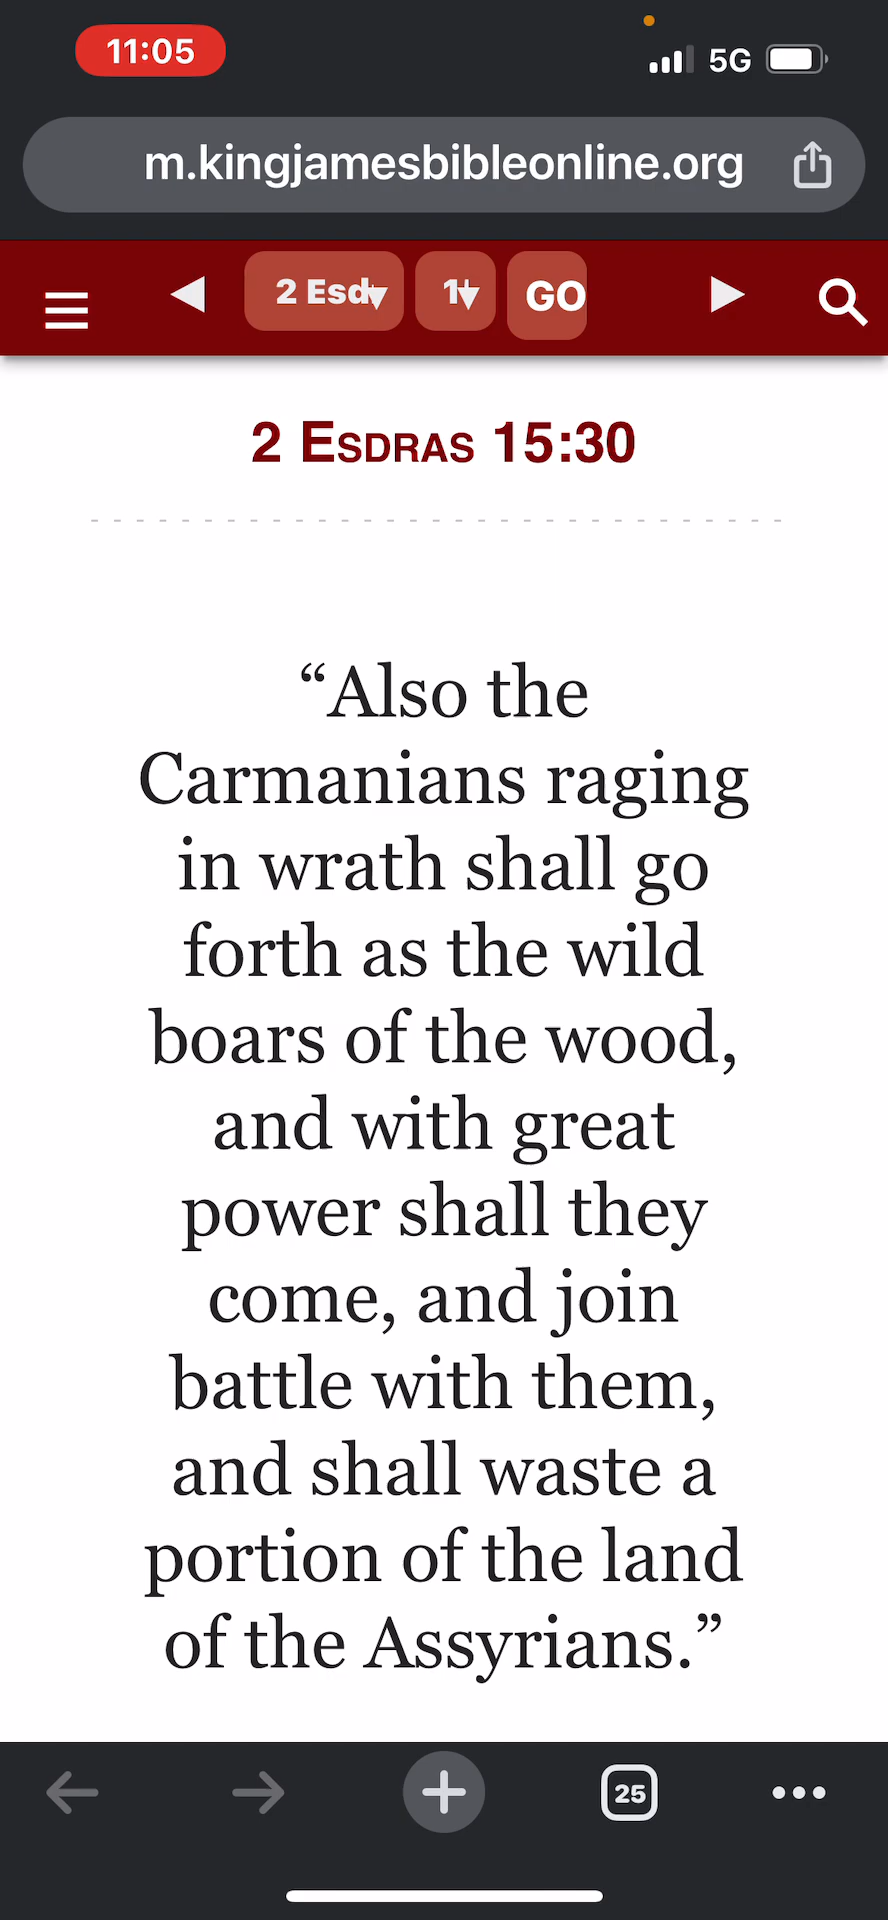 11:05
5G
m.kingjamesbibleonline.org
2 Esd
1
GO
2 ESDRAS 15:30
“Also the
Carmanians raging
in wrath shall go
forth as the wild
boars of the wood,
and with great
power shall they
come, and join
battle with them,
and shall waste a
portion of the land
of the Assyrians.”
25